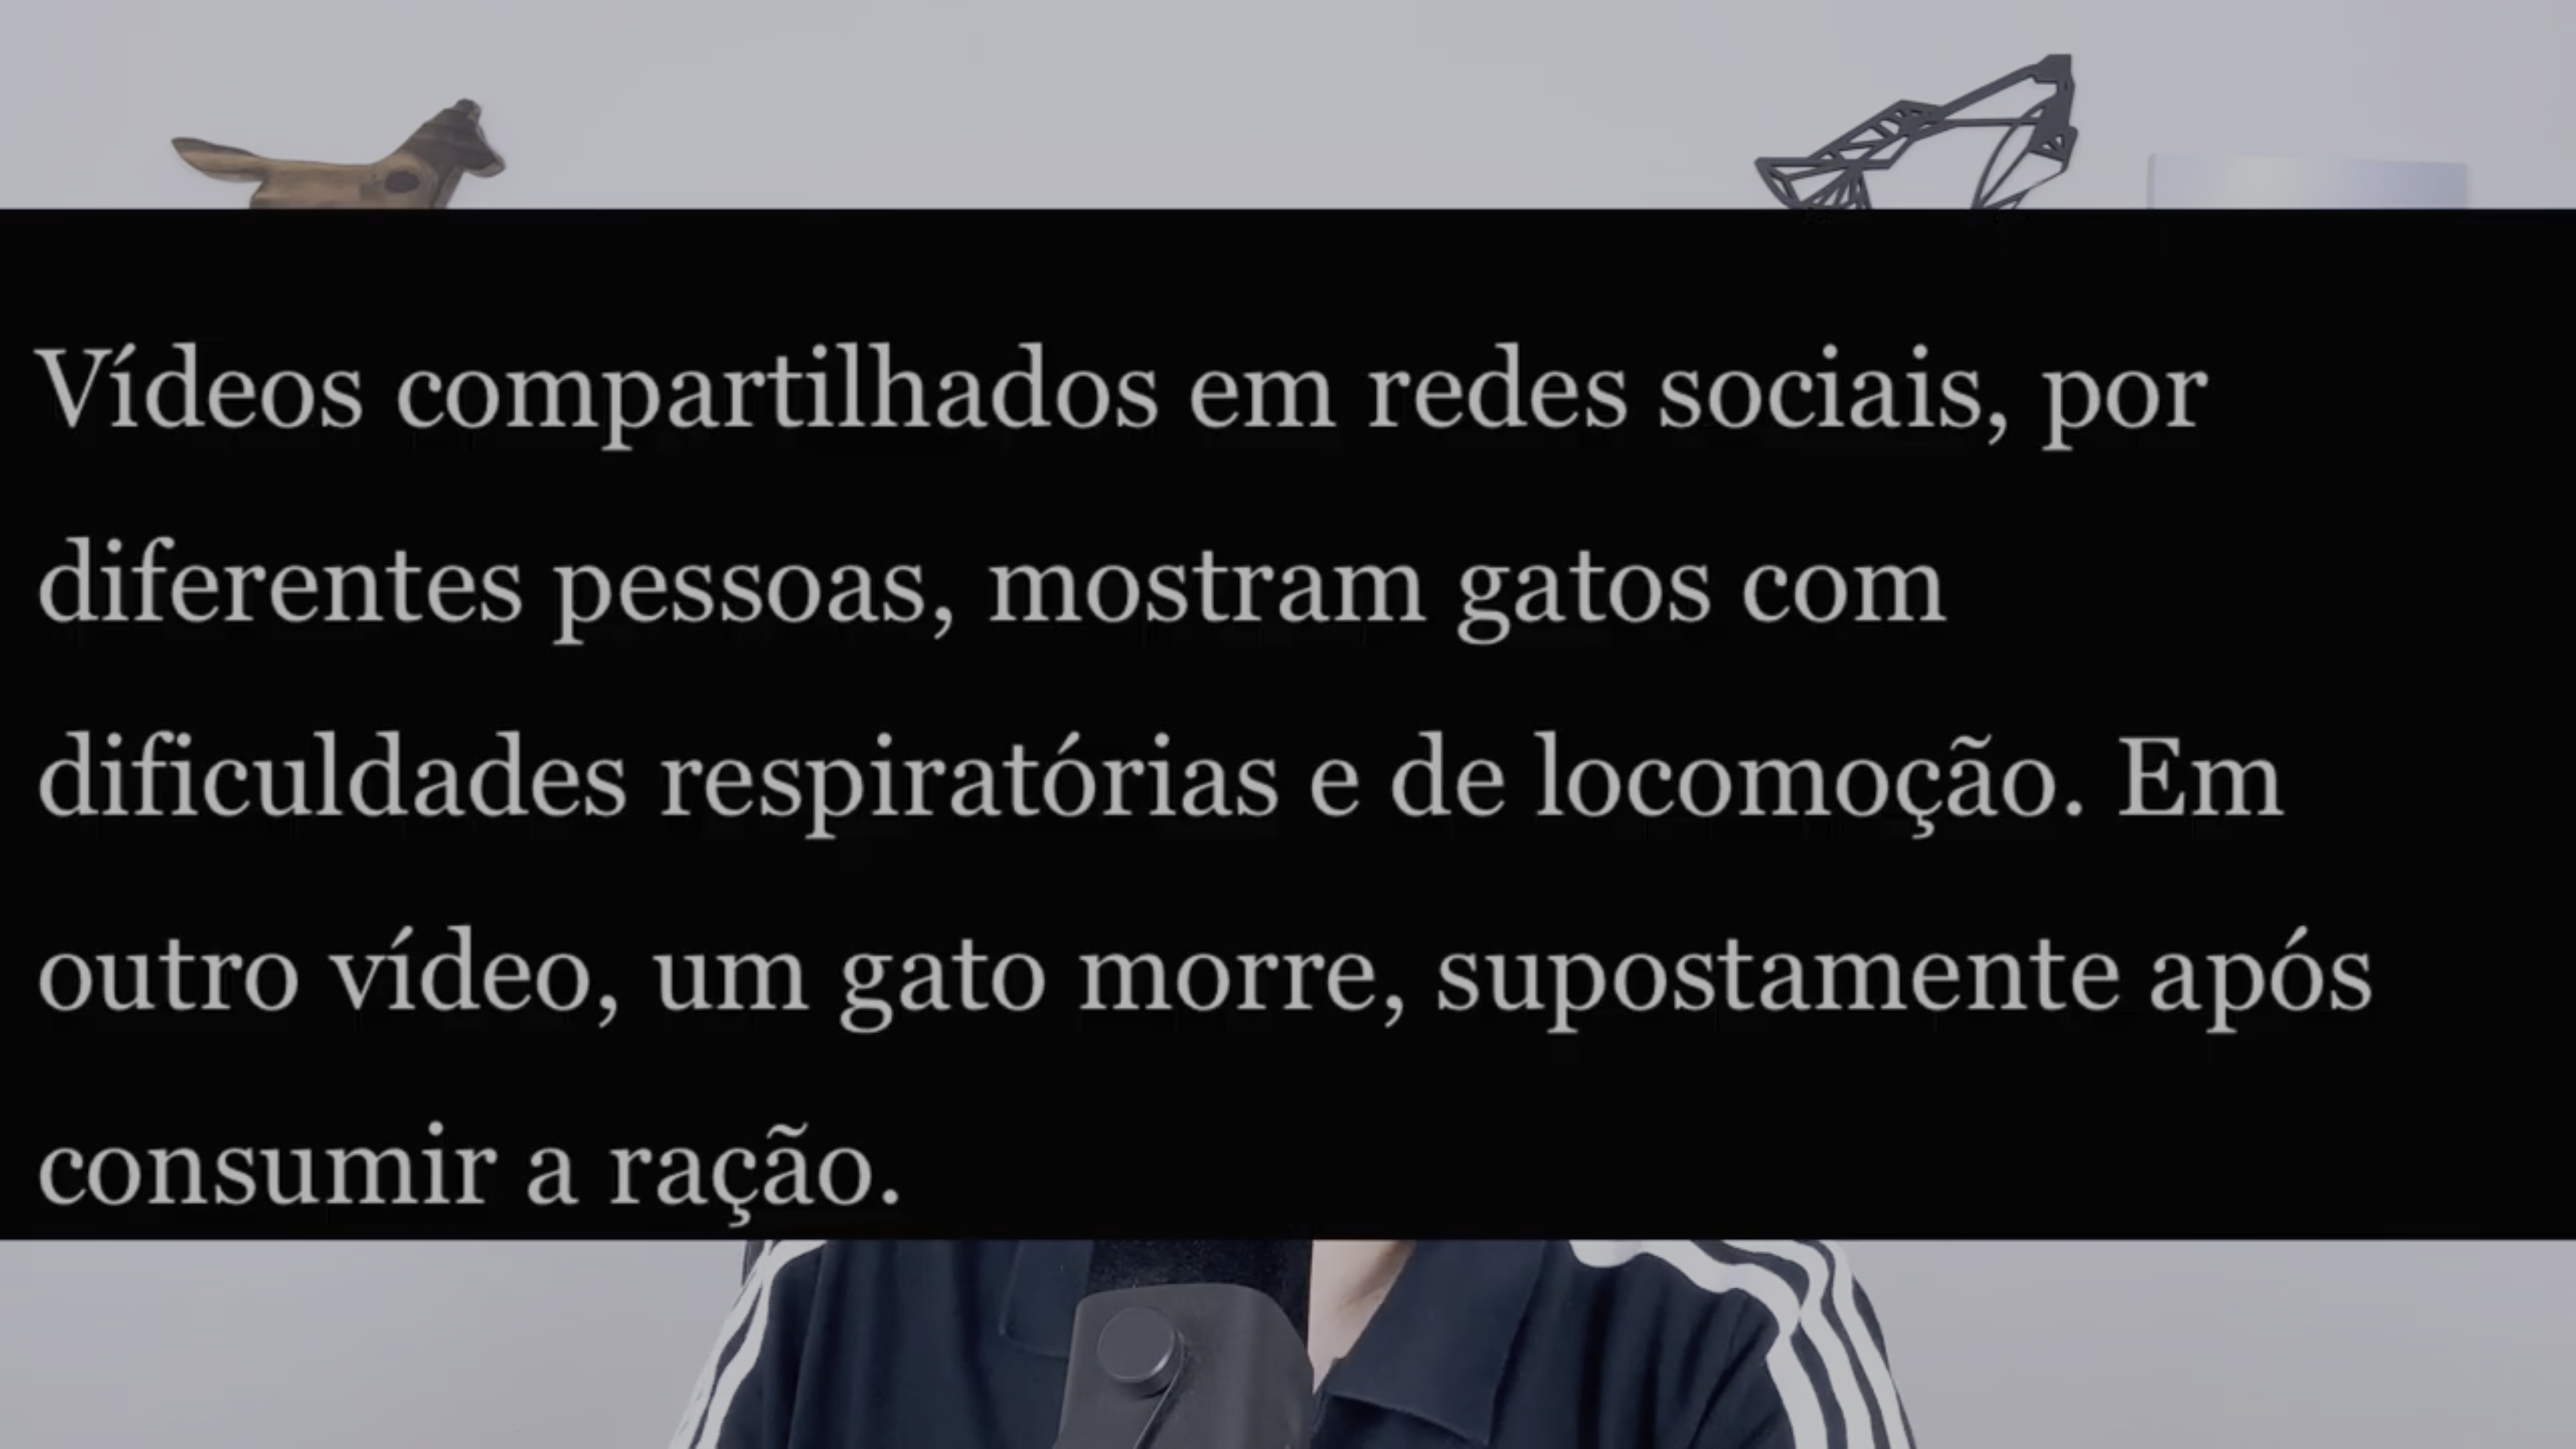 Vídeos compartilhados em redes sociais, por
diferentes pessoas, mostram gatos com
dificuldades respiratórias e de locomoção. Em
outro vídeo, um gato morre, supostamente após
consumir a ração.